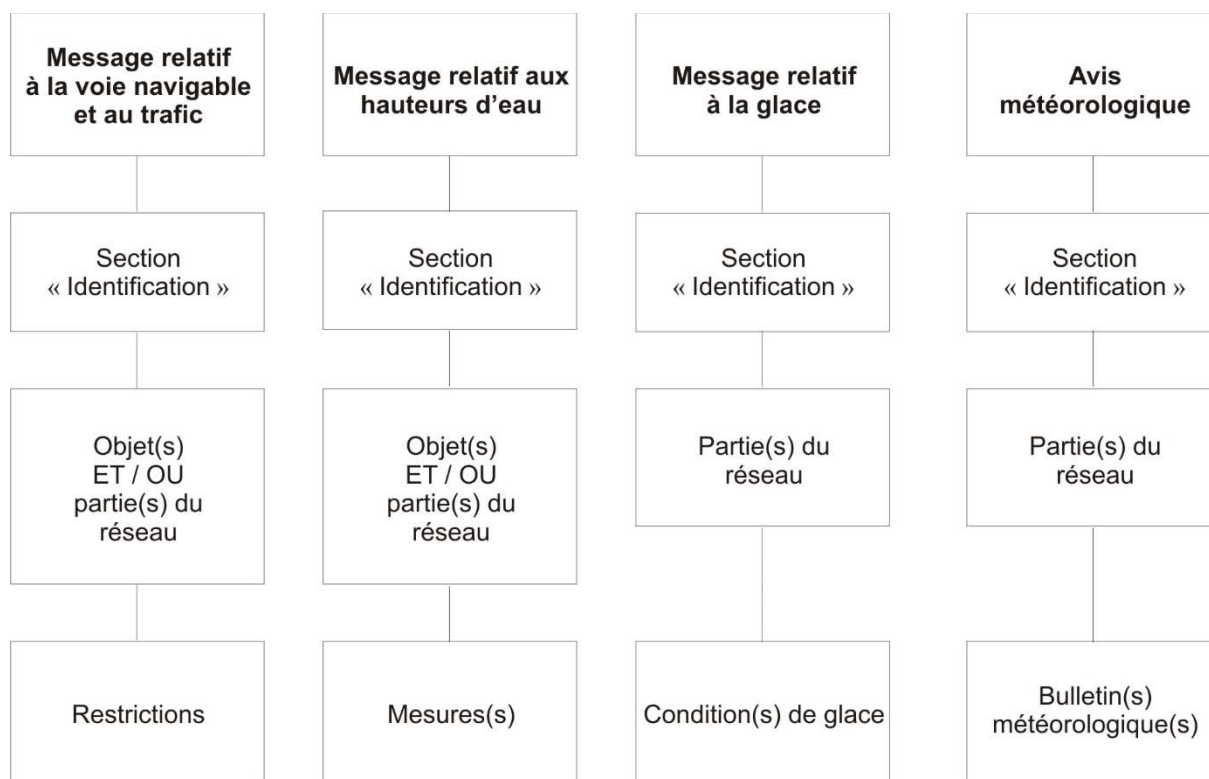 Message relatif
à la voie navigable
et au trafic
Section
« Identification »
Objet(s)
ET / OU
partie(s) du
réseau
Restrictions
Message relatif aux
hauteurs d’eau
Section
« Identification »
Objet(s)
ET / OU
partie(s) du
réseau
Mesures(s)
Message relatif
à la glace
Section
« Identification »
Partie(s) du
réseau
Condition(s) de glace
Avis
météorologique
Section
« Identification »
Partie(s) du
réseau
Bulletin(s)
météorologique(s)